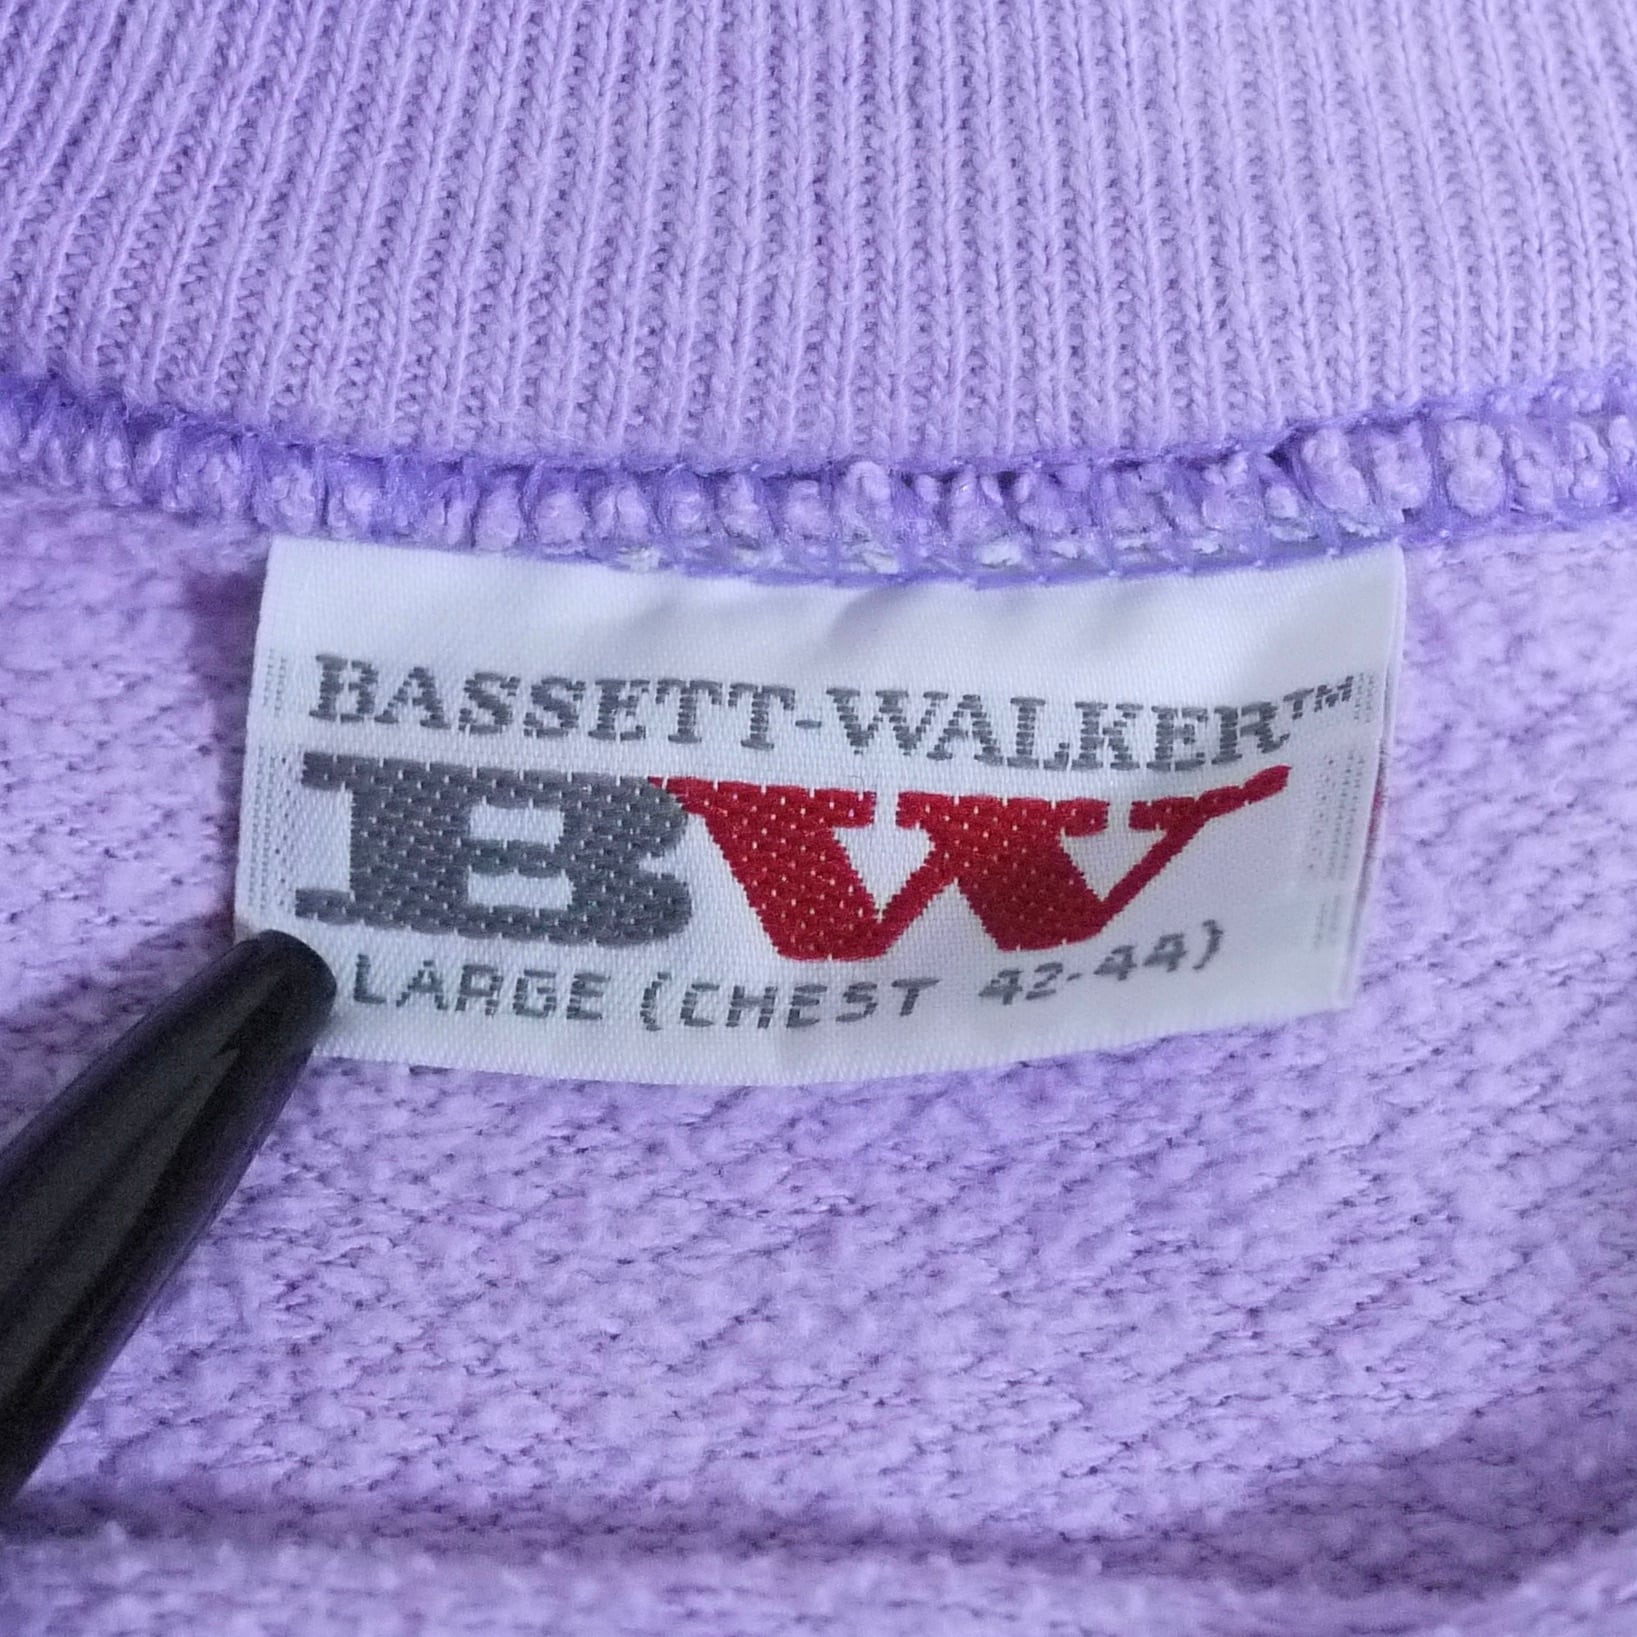 BASSETT-WALKER™
BW
LARGE (CHEST 42-44)